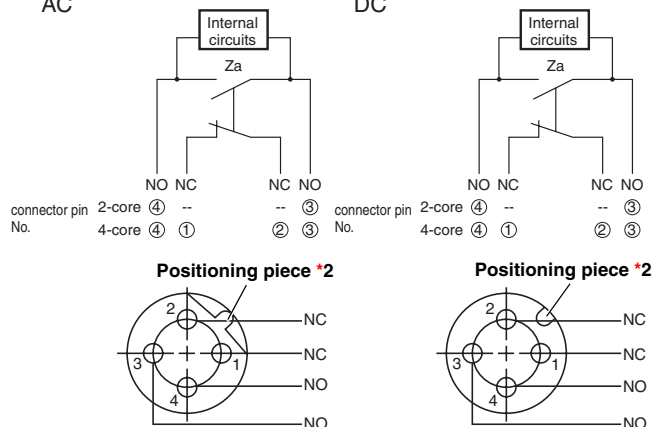 AC
DC
Internal circuits
Internal circuits
Za
Za
NO NC NC NO
NO NC NC NO
connector pin No.
2-core ④ -- -- ③
4-core ④ ① ② ③
connector pin No.
2-core ④ -- -- ③
4-core ④ ① ② ③
Positioning piece *2
Positioning piece *2
2
NC
3
1
NC
4
NO
NO
2
NC
3
1
NC
4
NO
NO